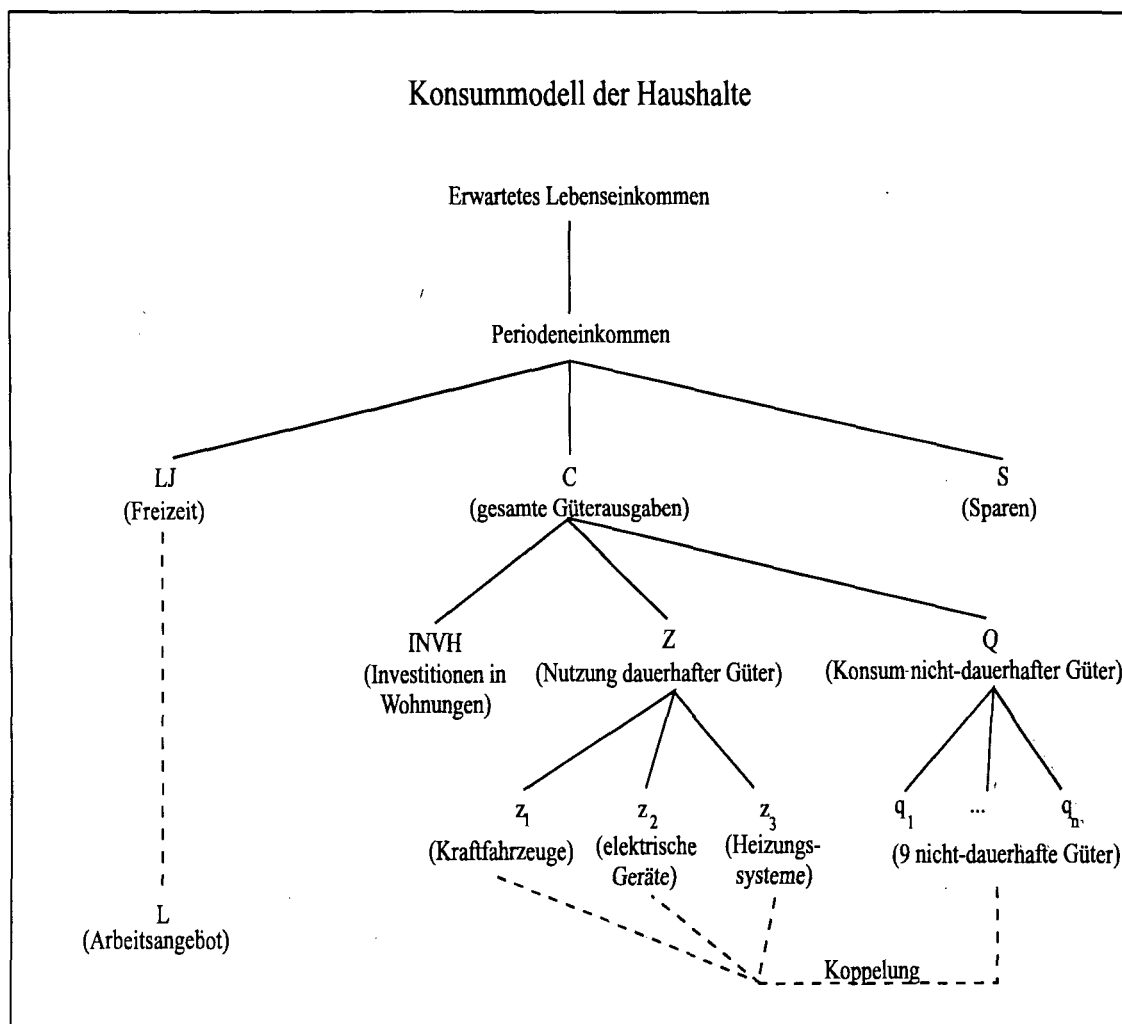 Konsummodell der Haushalte
Erwartetes Lebenseinkommen
Periodeneinkommen
LJ
(Freizeit)
C
(gesamte Güterausgaben)
S
(Sparen)
INVH
(Investitionen in
Wohnungen)
Z
(Nutzung dauerhafter Güter)
Q
(Konsum nicht-dauerhafter Güter)
z₁
(Kraftfahrzeuge)
z₂
(elektrische
Geräte)
z₃
(Heizungs-
systeme)
q₁ ... qₙ
(9 nicht-dauerhafte Güter)
L
(Arbeitsangebot)
Koppelung